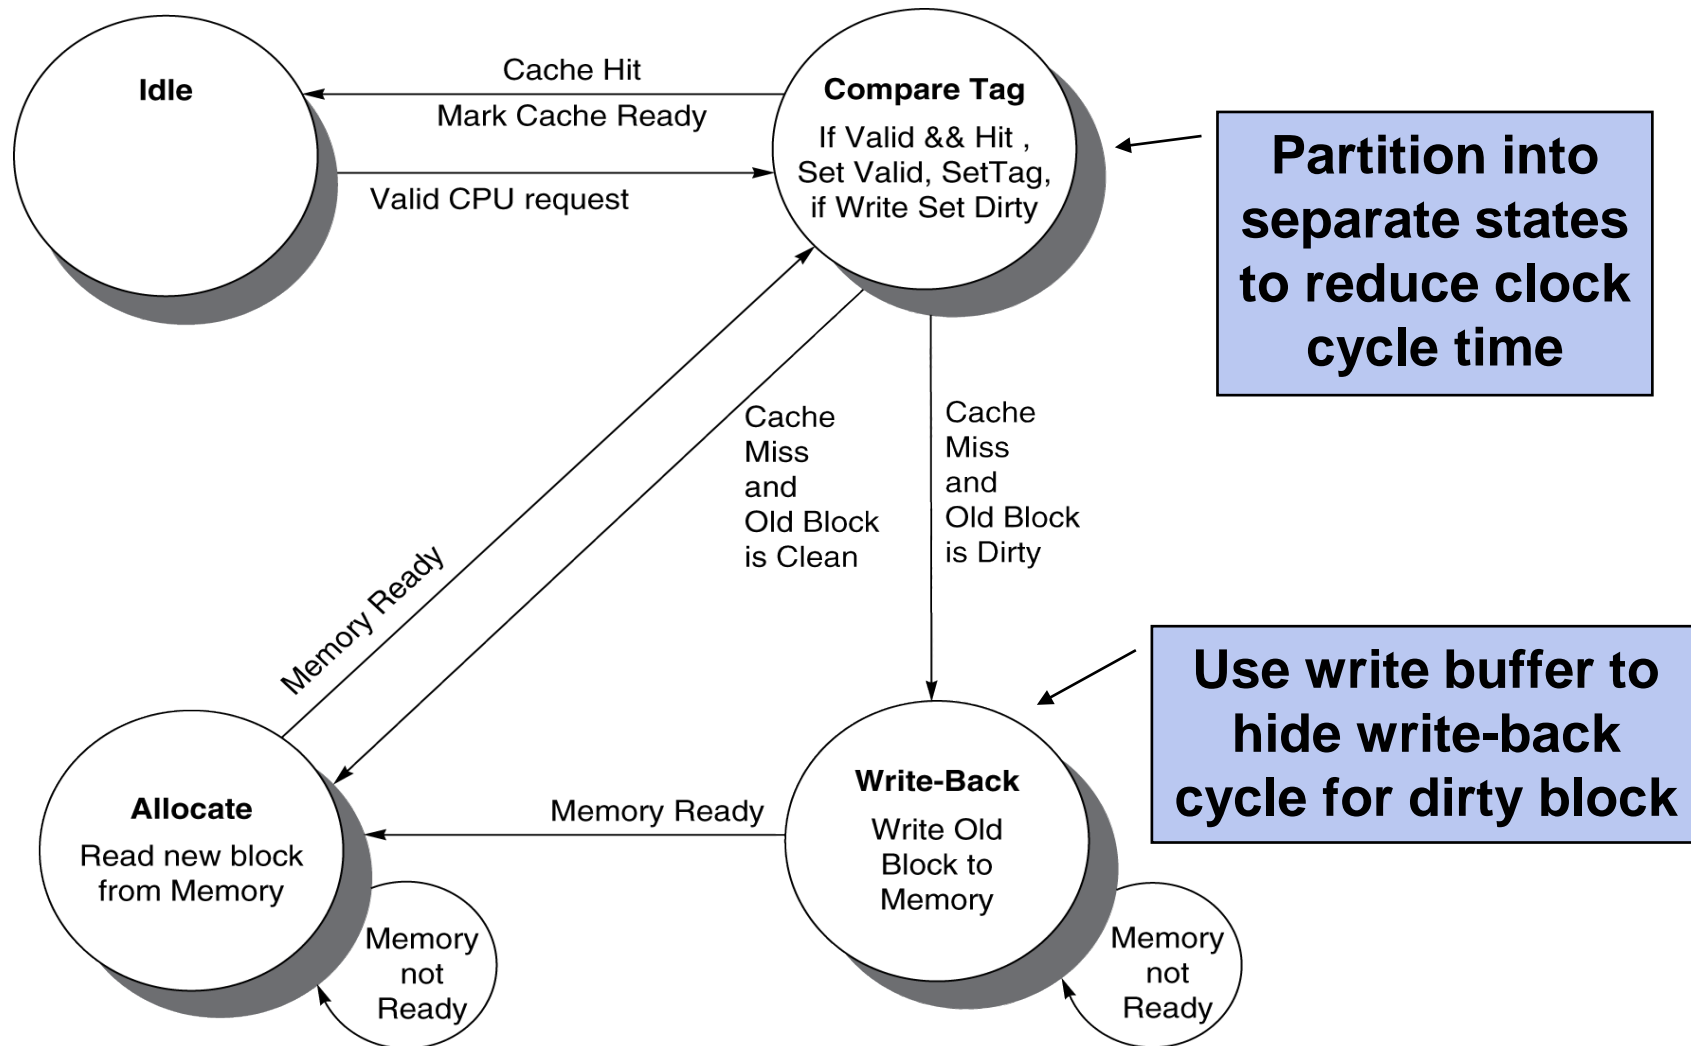 Idle
Cache Hit
Mark Cache Ready
Valid CPU request
Compare Tag
If Valid && Hit ,
Set Valid, SetTag,
if Write Set Dirty
Partition into
separate states
to reduce clock
cycle time
Cache
Miss
and
Old Block
is Clean
Cache
Miss
and
Old Block
is Dirty
Memory Ready
Use write buffer to
hide write-back
cycle for dirty block
Allocate
Read new block
from Memory
Memory Ready
Write-Back
Write Old
Block to
Memory
Memory
not
Ready
Memory
not
Ready